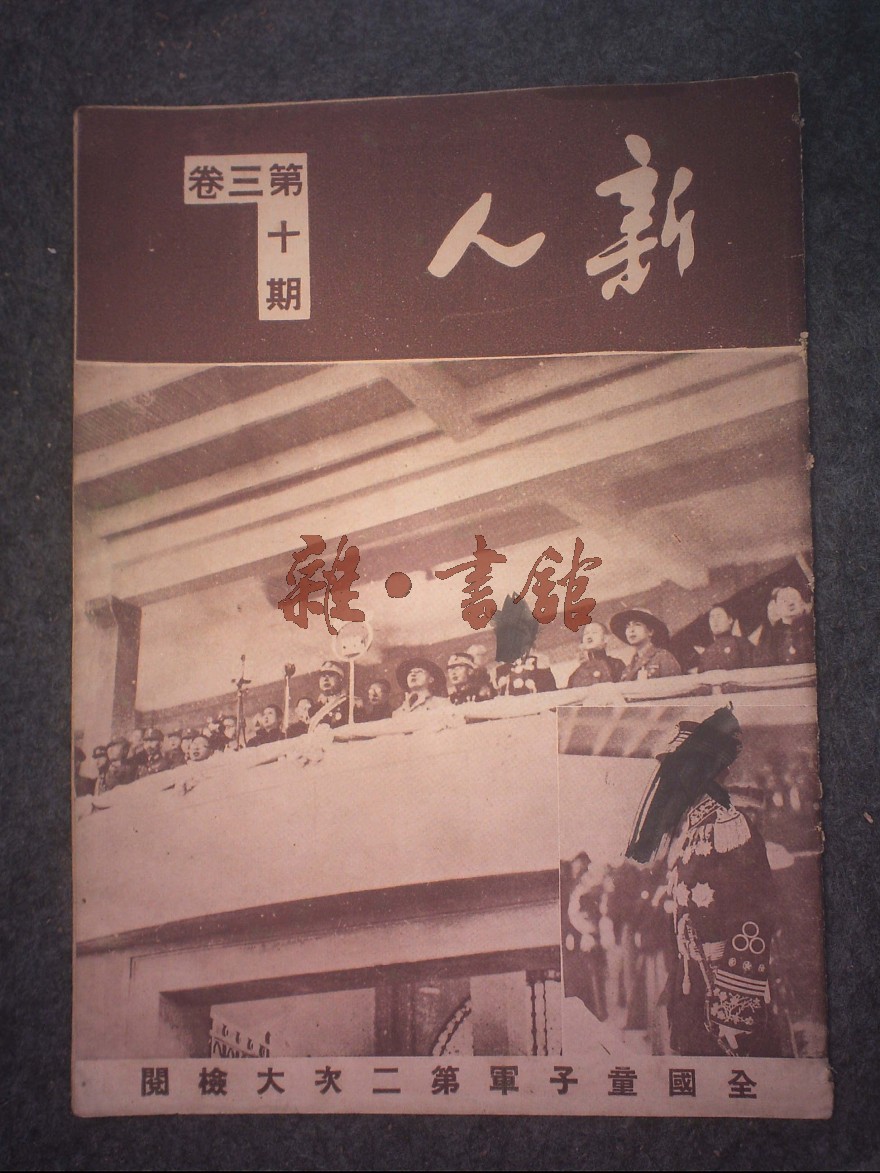 新人
第三卷
第十期
雜·書館
全國童子軍第二次大檢閱